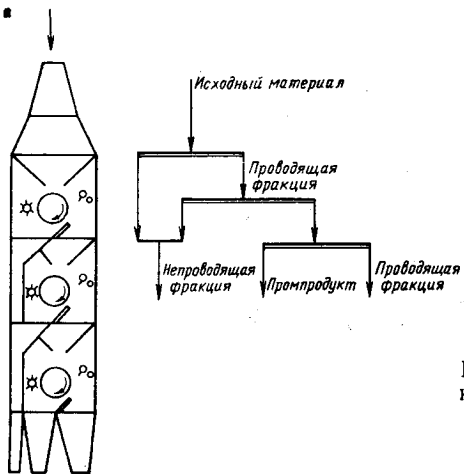 а
Исходный материал
Проводящая
фракция
Непроводящая
фракция
Промпродукт
Проводящая
фракция